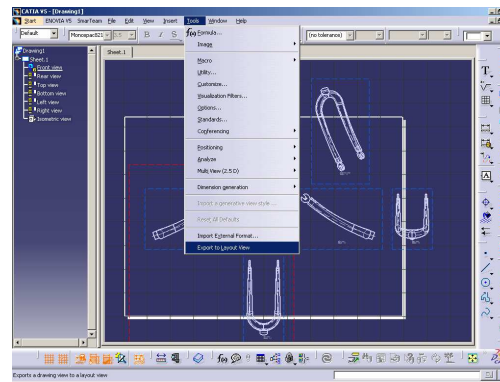 CATIA V5 - [Drawing1]
Start ENOVIA V5 SmarTeam File Edit View Insert Tools Window Help
Default Monospac821 3.5 B I S (no tolerance)
Drawing1
Sheet.1
Front view
Rear view
Top view
Bottom view
Left view
Right view
Isometric view
Sheet.1
Formula...
Image
Macro
Utility...
Customize...
Visualization Filters...
Options...
Standards...
Conferencing
Positioning
Analyze
Multi View (2.5 D)
Dimension generation
Import a generative view style ...
Reset All Defaults
Import External Format...
Export to Layout View
Exports a drawing view to a layout view